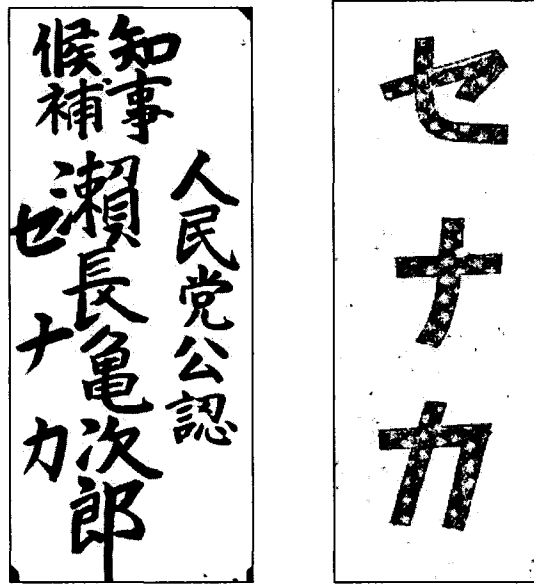 知事
候補
人民党公認
瀬長亀次郎
セナカ
セナカ